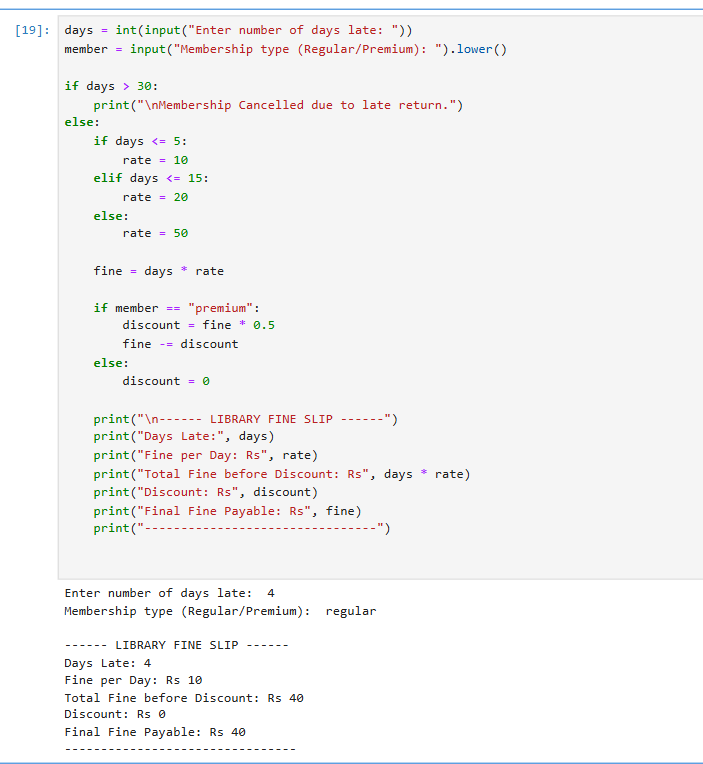 [19]: days = int(input("Enter number of days late: "))
member = input("Membership type (Regular/Premium): ").lower()

if days > 30:
    print("\nMembership Cancelled due to late return.")
else:
    if days <= 5:
        rate = 10
    elif days <= 15:
        rate = 20
    else:
        rate = 50

    fine = days * rate

    if member == "premium":
        discount = fine * 0.5
        fine -= discount
    else:
        discount = 0

    print("\n------ LIBRARY FINE SLIP ------")
    print("Days Late:", days)
    print("Fine per Day: Rs", rate)
    print("Total Fine before Discount: Rs", days * rate)
    print("Discount: Rs", discount)
    print("Final Fine Payable: Rs", fine)
    print("--------------------------------")

Enter number of days late:  4
Membership type (Regular/Premium):  regular

------ LIBRARY FINE SLIP ------
Days Late: 4
Fine per Day: Rs 10
Total Fine before Discount: Rs 40
Discount: Rs 0
Final Fine Payable: Rs 40
--------------------------------